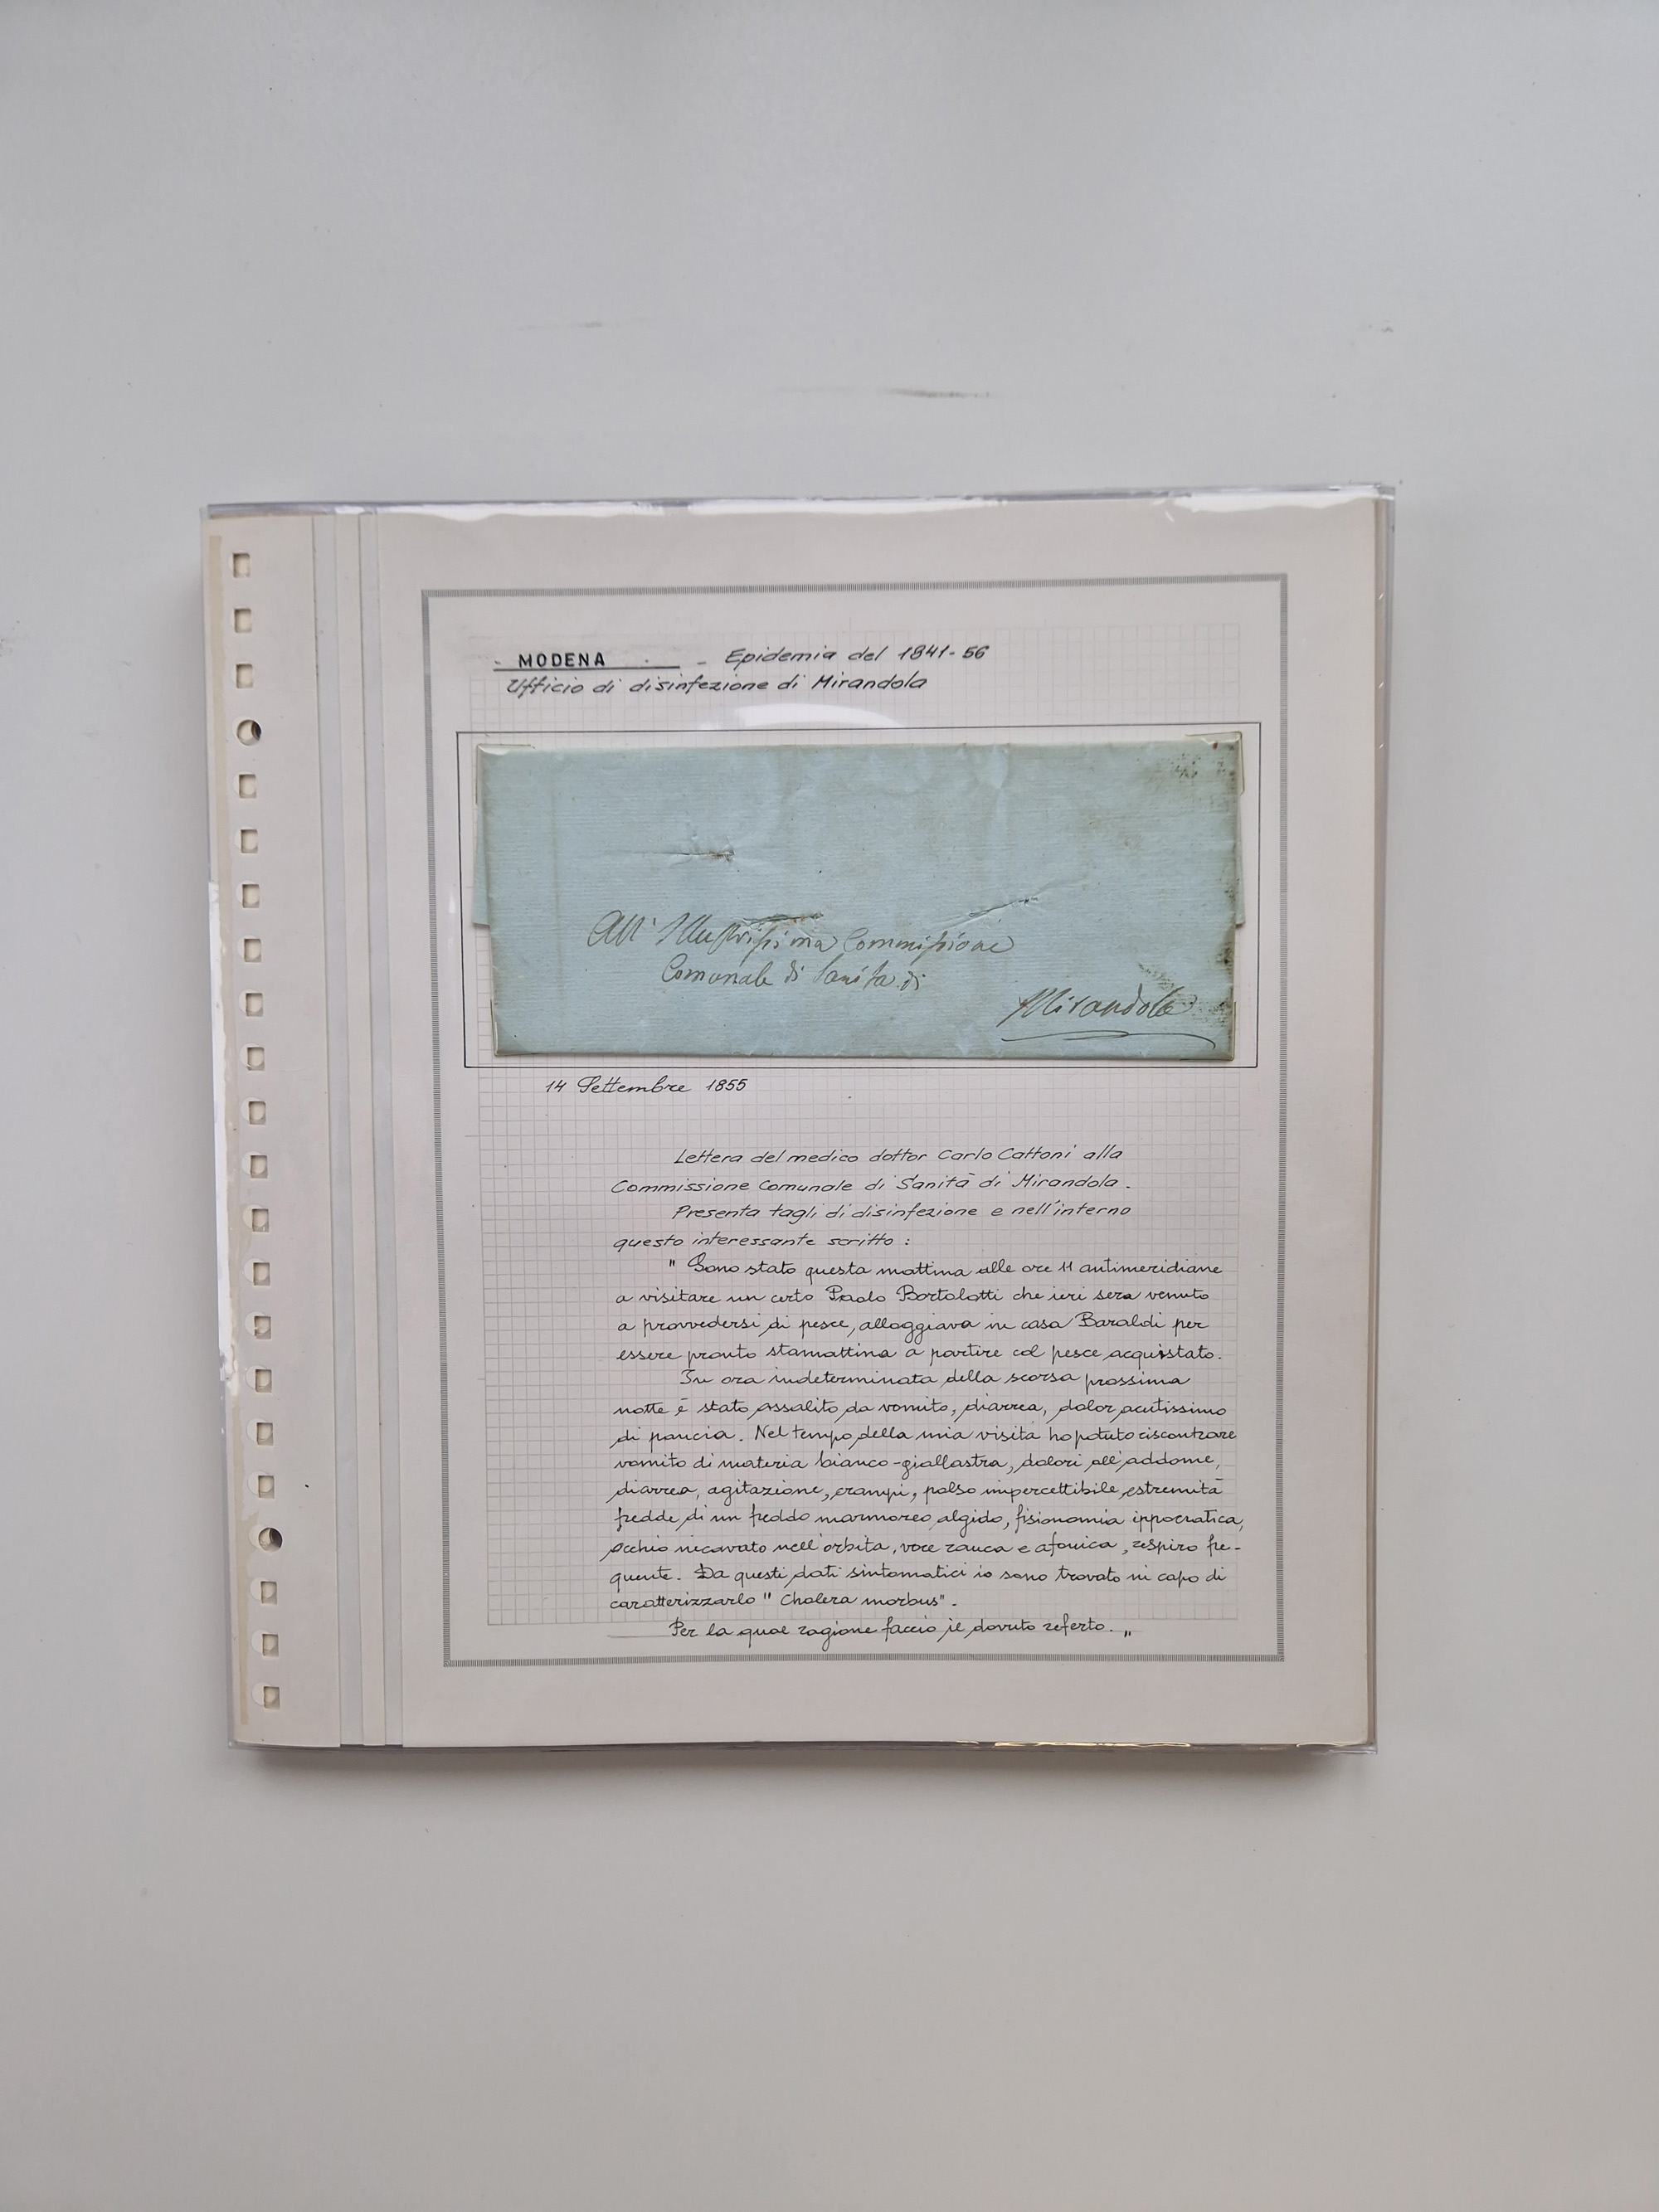 - MODENA - Epidemia del 1841-56
Ufficio di disinfezione di Mirandola
All' Illustrissima Commissione
Comunale di Sanita di
Mirandola
14 Settembre 1855
Lettera del medico dottor Carlo Cattoni alla
Commissione Comunale di Sanità di Mirandola.
Presenta tagli di disinfezione e nell'interno
questo interessante scritto :
" Sono stato questa mattina alle ore 11 antimeridiane
a visitare un certo Paolo Bortolotti che ieri sera venuto
a provvedersi di pesce, alloggiava in casa Baraldi per
essere pronto stamattina a partire col pesce acquistato.
In ora indeterminata della scorsa prossima
notte è stato assalito da vomito, diarrea, dolor acutissimo
di pancia. Nel tempo della mia visita ho potuto riscontrare
vomito di materia bianco-giallastra, dolori all'addome,
diarrea, agitazione, crampi, polso impercettibile, estremità
fredde di un freddo marmoreo algido, fisionomia ippocratica,
occhio incavato nell'orbita, voce rauca e afonica, respiro fre-
quente. Da questi dati sintomatici io sono trovato in capo di
caratterizzarlo " Cholera morbus".
Per la qual ragione faccio il dovuto referto. „